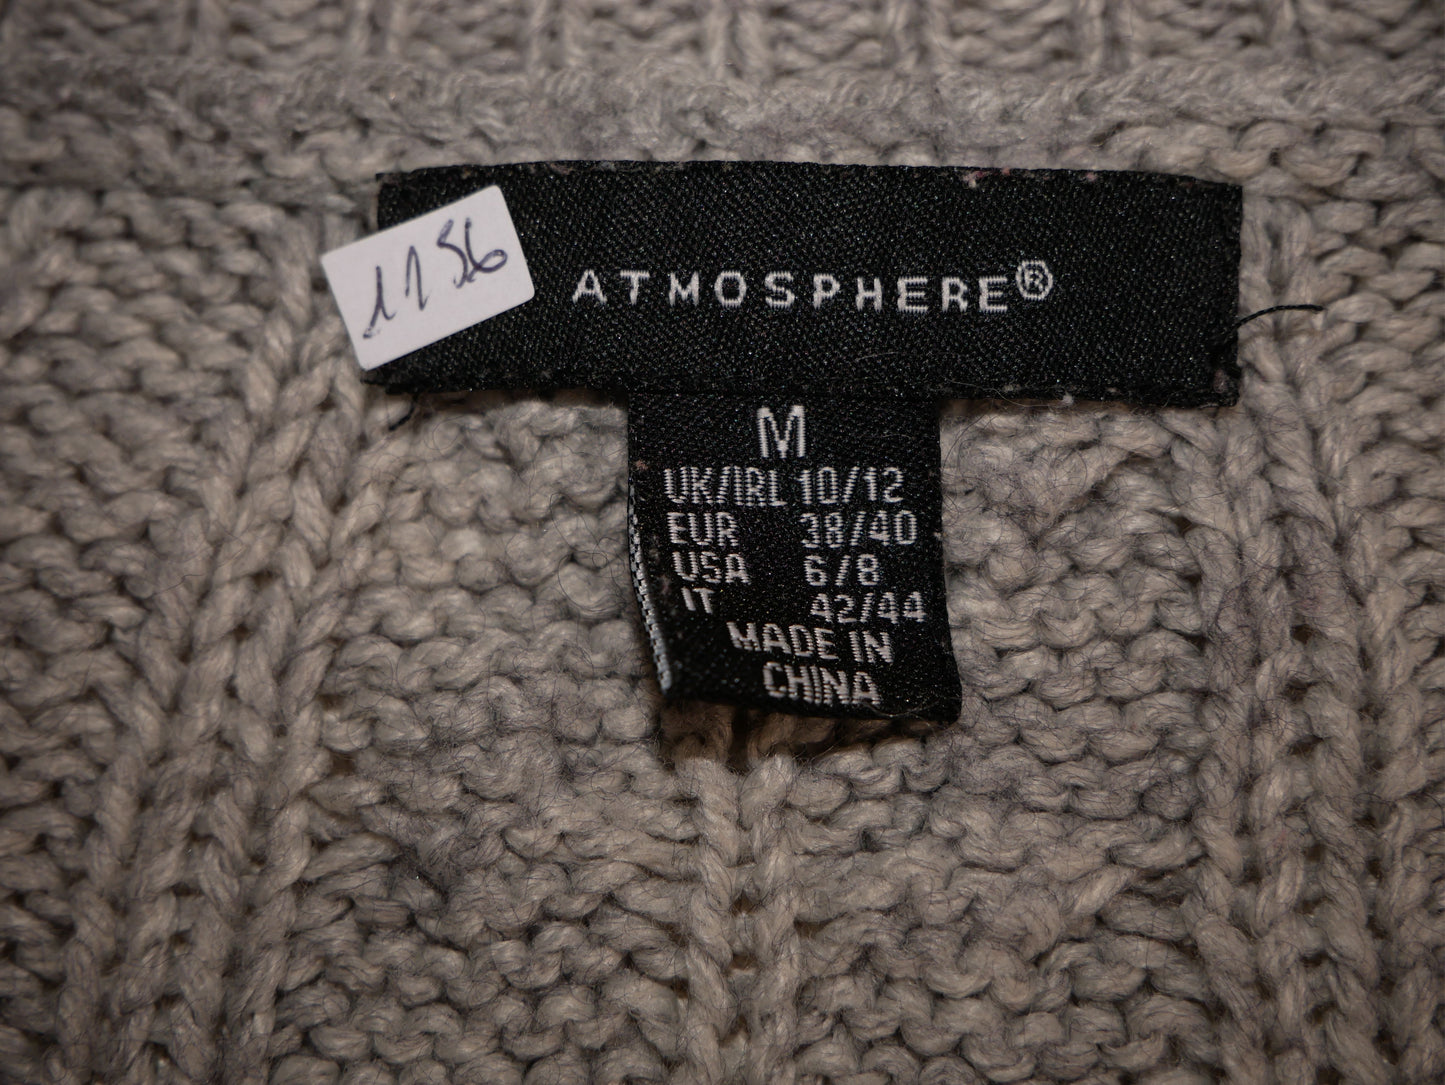 1156
ATMOSPHERE®
M
UK/IRL 10/12
EUR 38/40
USA 6/8
IT 42/44
MADE IN
CHINA